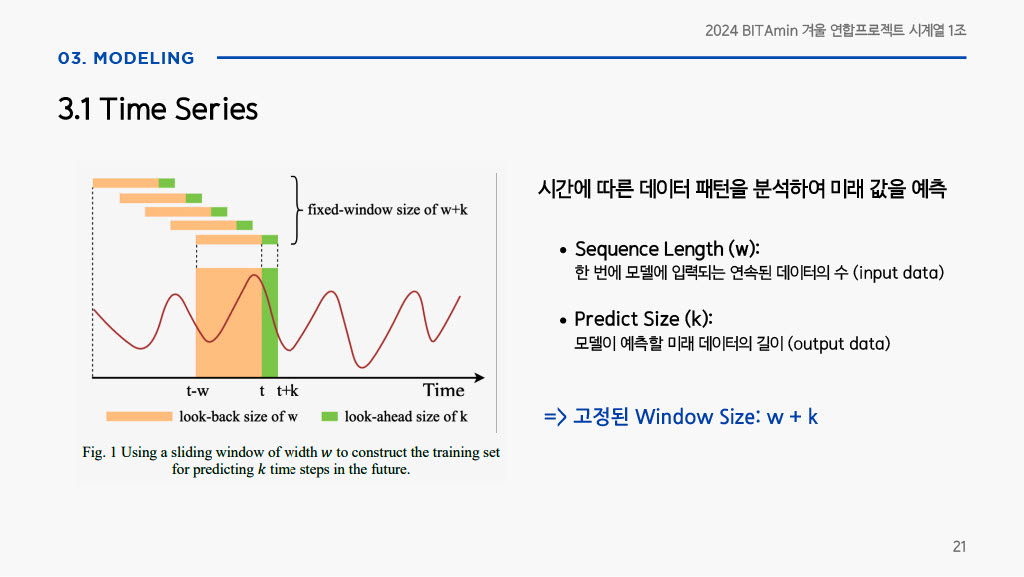 2024 BITAmin 겨울 연합프로젝트 시계열 1조
03. MODELING
3.1 Time Series
fixed-window size of w+k
t-w
t
t+k
Time
look-back size of w
look-ahead size of k
Fig. 1 Using a sliding window of width w to construct the training set
for predicting k time steps in the future.
시간에 따른 데이터 패턴을 분석하여 미래 값을 예측
• Sequence Length (w):
한 번에 모델에 입력되는 연속된 데이터의 수 (input data)
• Predict Size (k):
모델이 예측할 미래 데이터의 길이 (output data)
=> 고정된 Window Size: w + k
21